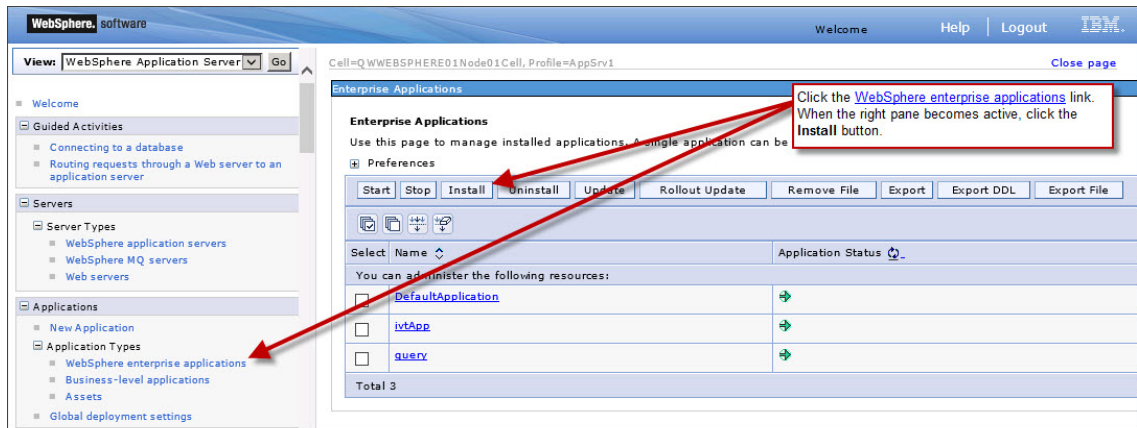 WebSphere. software
Welcome Help Logout IBM.
View: WebSphere Application Server Go
Cell=QWWEBSPHERE01Node01Cell, Profile=AppSrv1 Close page
Welcome
Guided Activities
Connecting to a database
Routing requests through a Web server to an
application server
Servers
Server Types
WebSphere application servers
WebSphere MQ servers
Web servers
Applications
New Application
Application Types
WebSphere enterprise applications
Business-level applications
Assets
Global deployment settings
Enterprise Applications
Enterprise Applications
Use this page to manage installed applications. A single application can be
Preferences
Click the WebSphere enterprise applications link.
When the right pane becomes active, click the
Install button.
Start Stop Install Uninstall Update Rollout Update Remove File Export Export DDL Export File
Select Name Application Status
You can administer the following resources:
DefaultApplication
ivtApp
query
Total 3